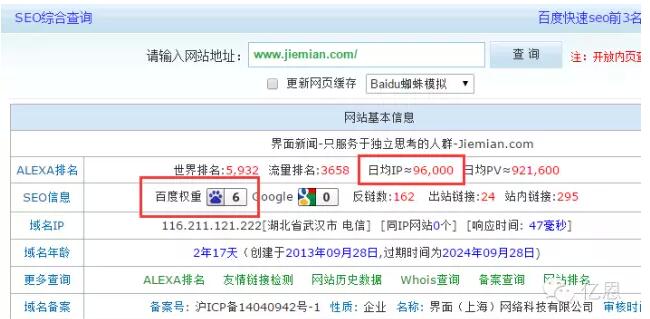 SEO综合查询 百度快速seo前3名
请输入网站地址: www.jiemian.com/ 查 询 注: 开放内页查
更新网页缓存 Baidu蜘蛛模拟
网站基本信息
界面新闻-只服务于独立思考的人群-Jiemian.com
ALEXA排名 世界排名:5,932 流量排名:3658 日均IP≈96,000 日均PV≈921,600
SEO信息 百度权重 6 Google 0 反链数:162 出站链接:24 站内链接:295
域名IP 116.211.121.222[湖北省武汉市 电信] [同IP网站0个] [响应时间: 47毫秒]
域名年龄 2年17天 (创建于2013年09月28日,过期时间为2024年09月28日)
更多查询 ALEXA排名 友情链接检测 网站历史数据 Whois查询 备案查询 网站排名
域名备案 备案号: 沪ICP备14040942号-1 性质: 企业 名称: 界面（上海）网络科技有限公司 审核时间
亿恩